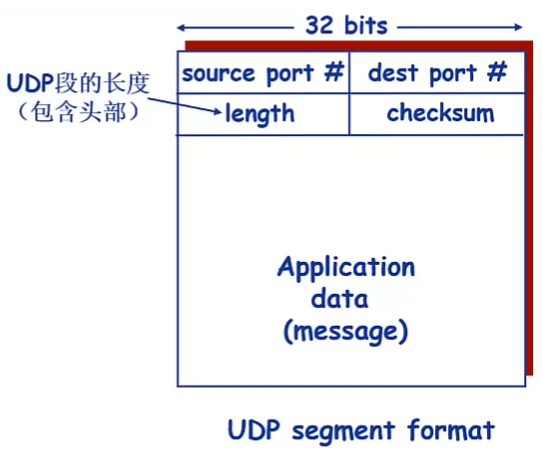 32 bits
source port # dest port #
UDP段的长度
（包含头部）
length checksum
Application
data
(message)
UDP segment format